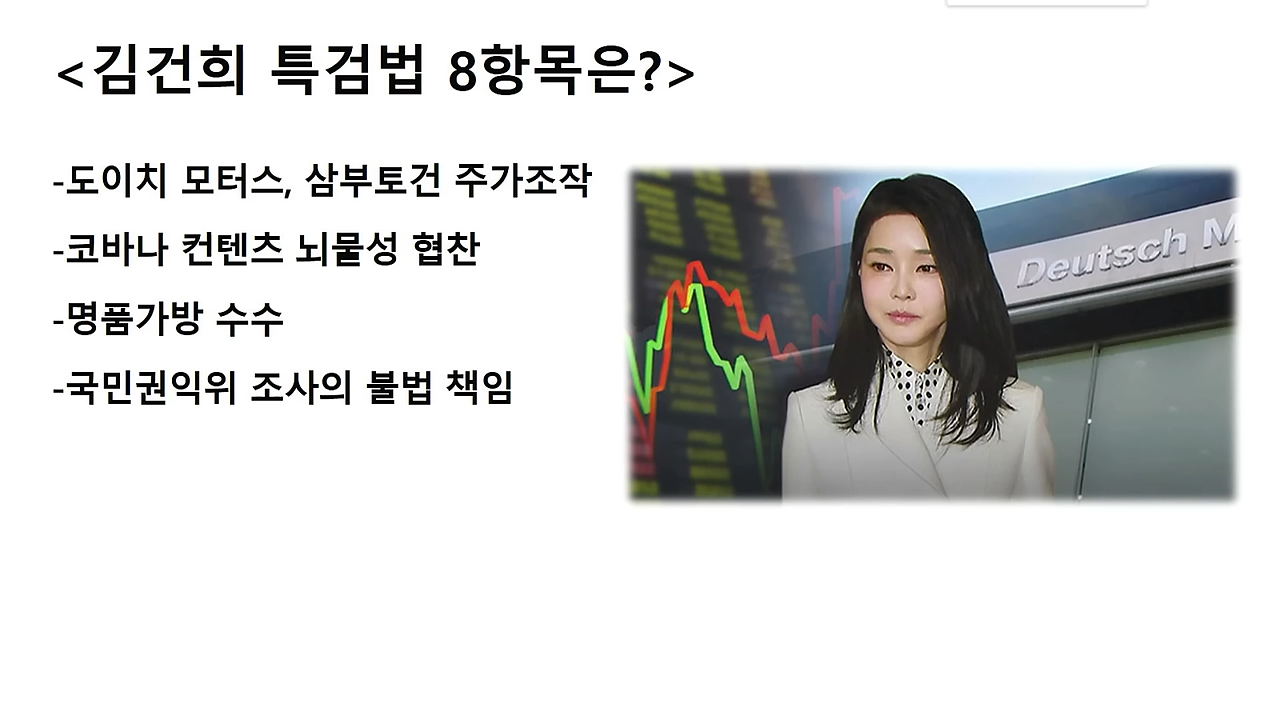 <김건희 특검법 8항목은?>
-도이치 모터스, 삼부토건 주가조작
-코바나 컨텐츠 뇌물성 협찬
-명품가방 수수
-국민권익위 조사의 불법 책임
Deutsch M